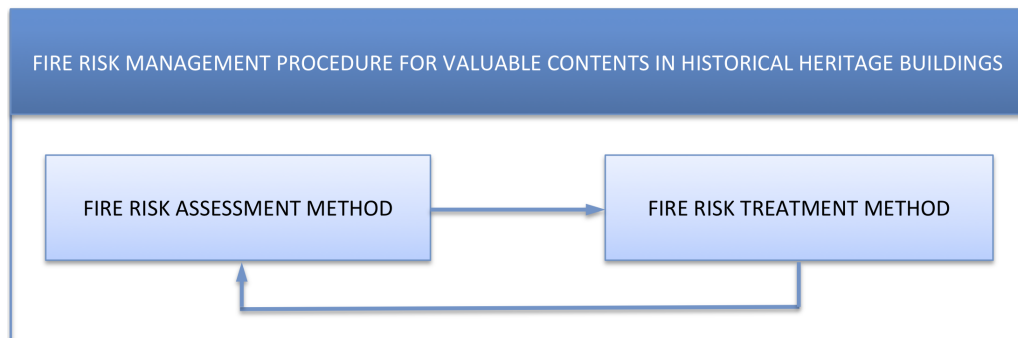 FIRE RISK MANAGEMENT PROCEDURE FOR VALUABLE CONTENTS IN HISTORICAL HERITAGE BUILDINGS
FIRE RISK ASSESSMENT METHOD
FIRE RISK TREATMENT METHOD